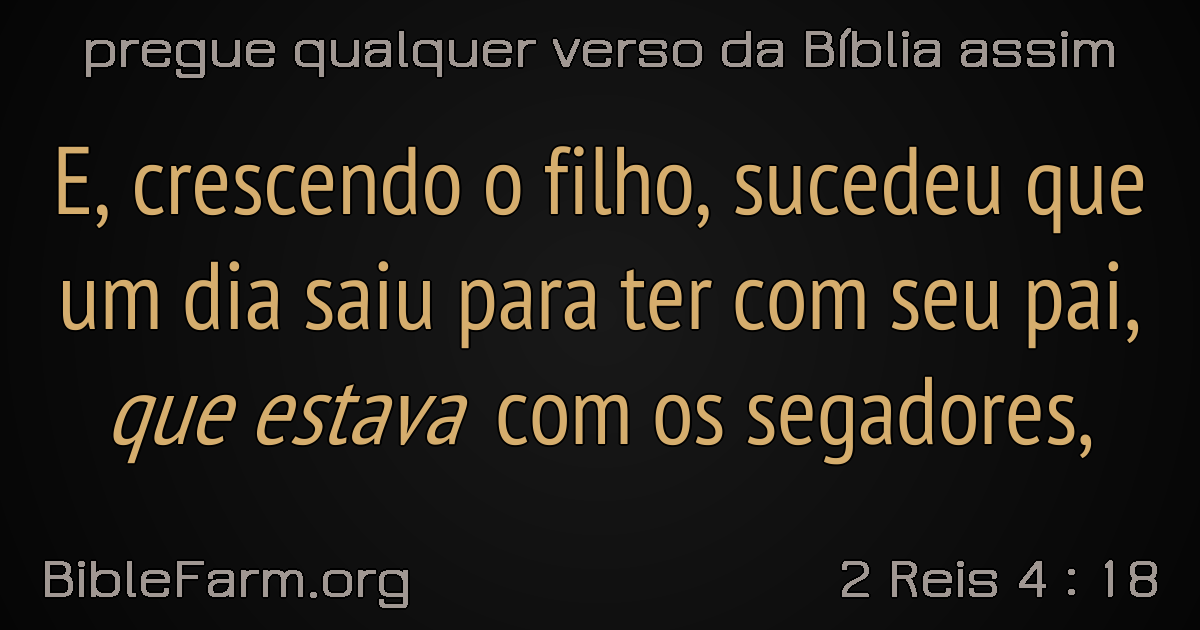 pregue qualquer verso da Bíblia assim
E, crescendo o filho, sucedeu que
um dia saiu para ter com seu pai,
que estava com os segadores,
BibleFarm.org
2 Reis 4 : 18